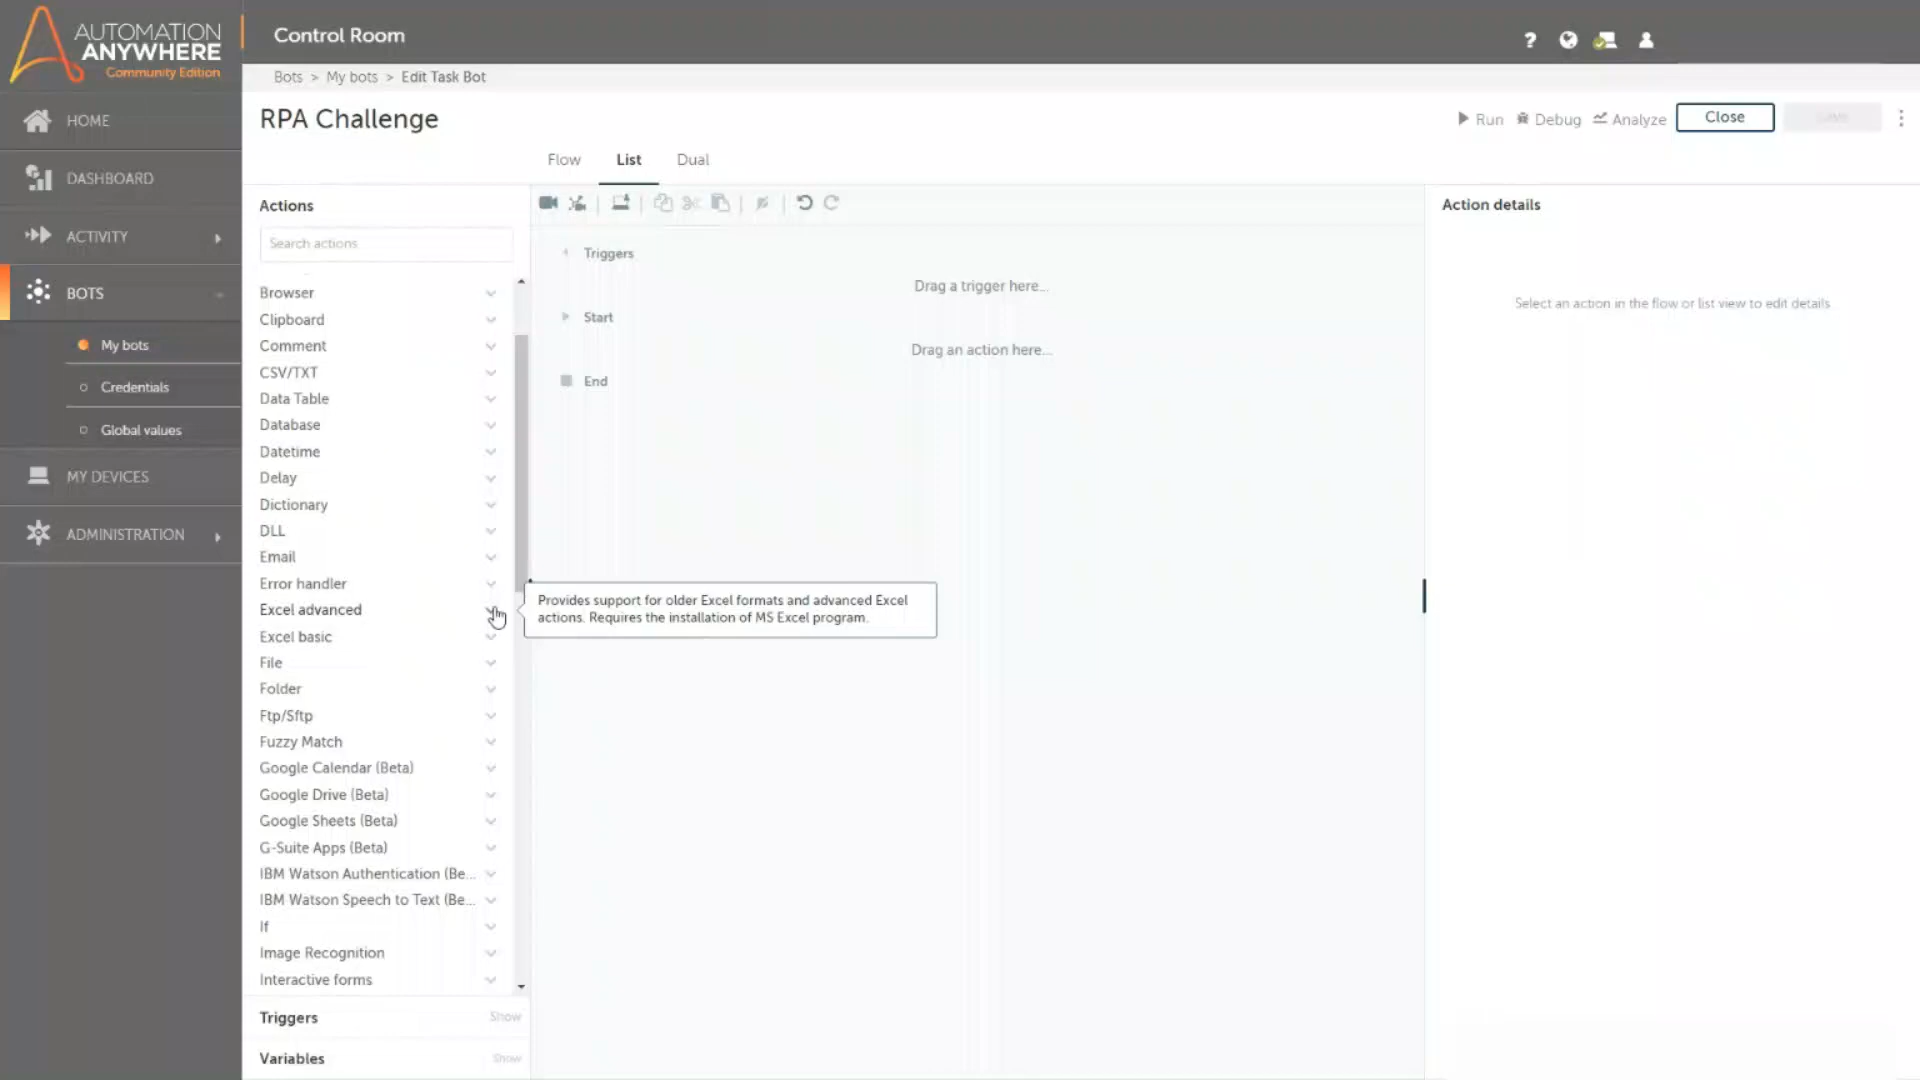 AUTOMATION
ANYWHERE
Community Edition
Control Room
?
Bots > My bots > Edit Task Bot
RPA Challenge
Run
Debug
Analyze
Close
HOME
DASHBOARD
ACTIVITY
BOTS
My bots
Credentials
Global values
MY DEVICES
ADMINISTRATION
Flow
List
Dual
Actions
Search actions
Browser
Clipboard
Comment
CSV/TXT
Data Table
Database
Datetime
Delay
Dictionary
DLL
Email
Error handler
Excel advanced
Excel basic
File
Folder
Ftp/Sftp
Fuzzy Match
Google Calendar (Beta)
Google Drive (Beta)
Google Sheets (Beta)
G-Suite Apps (Beta)
IBM Watson Authentication (Be...
IBM Watson Speech to Text (Be...
If
Image Recognition
Interactive forms
Triggers
Show
Variables
Show
Triggers
Drag a trigger here...
Start
Drag an action here...
End
Provides support for older Excel formats and advanced Excel
actions. Requires the installation of MS Excel program.
Action details
Select an action in the flow or list view to edit details